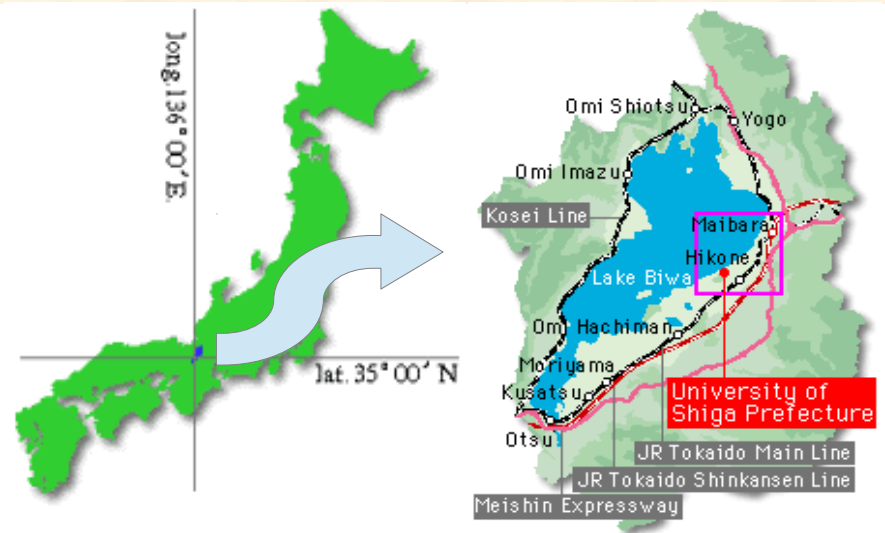 long.136°00′E.
lat. 35°00′N
Omi Shiotsu
Yogo
Omi Imazu
Kosei Line
Maibara
Hikone
Lake Biwa
Om Hachiman
Moriyama
Kusatsu
University of
Shiga Prefecture
Otsu
JR Tokaido Main Line
JR Tokaido Shinkansen Line
Meishin Expressway